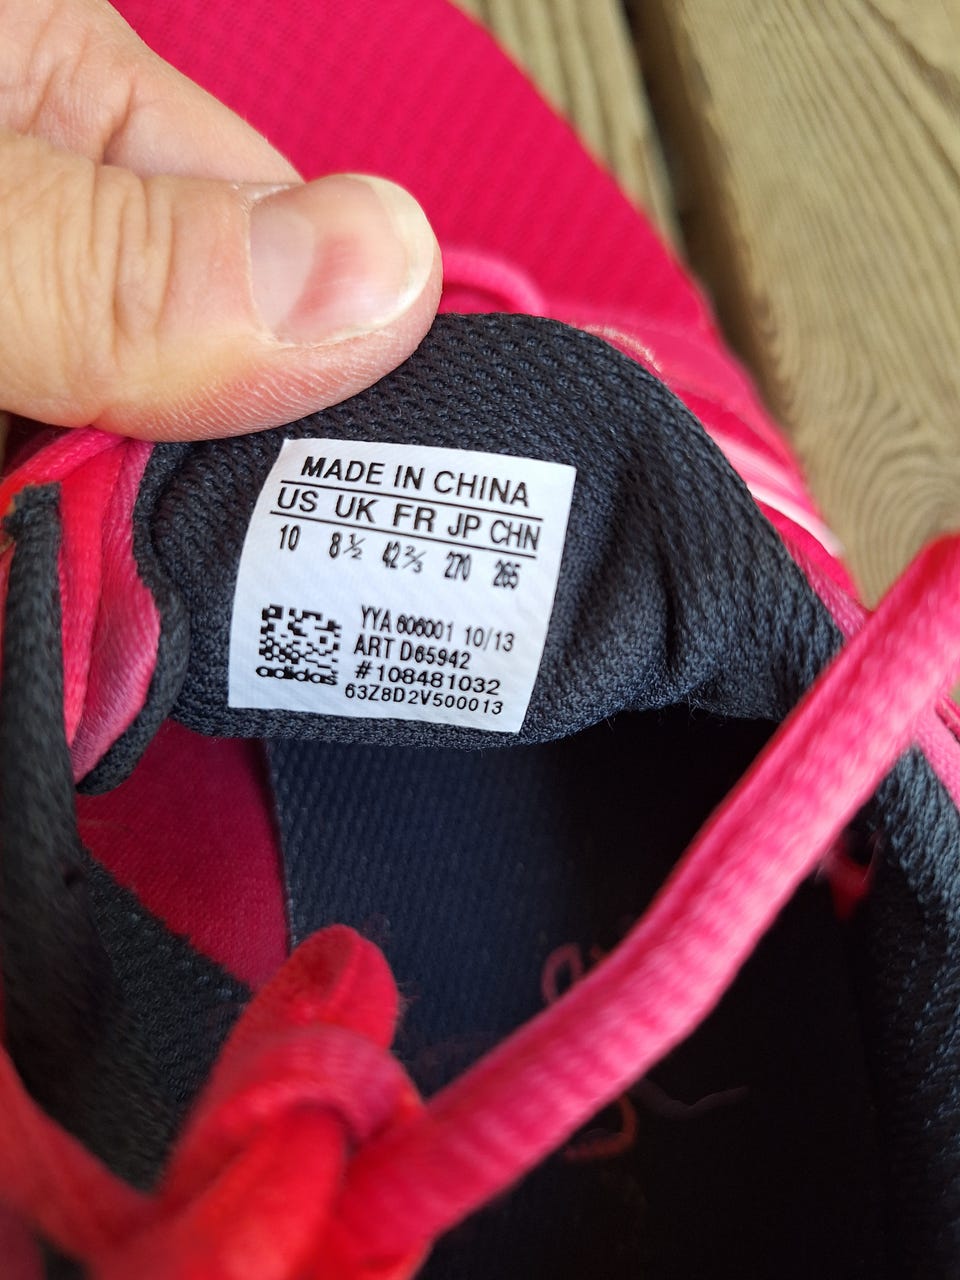 MADE IN CHINA
US UK FR JP CHN
10 8½ 42⅔ 270 265
YYA 606001 10/13
ART D65942
#108481032
adidas
63Z8D2V500013